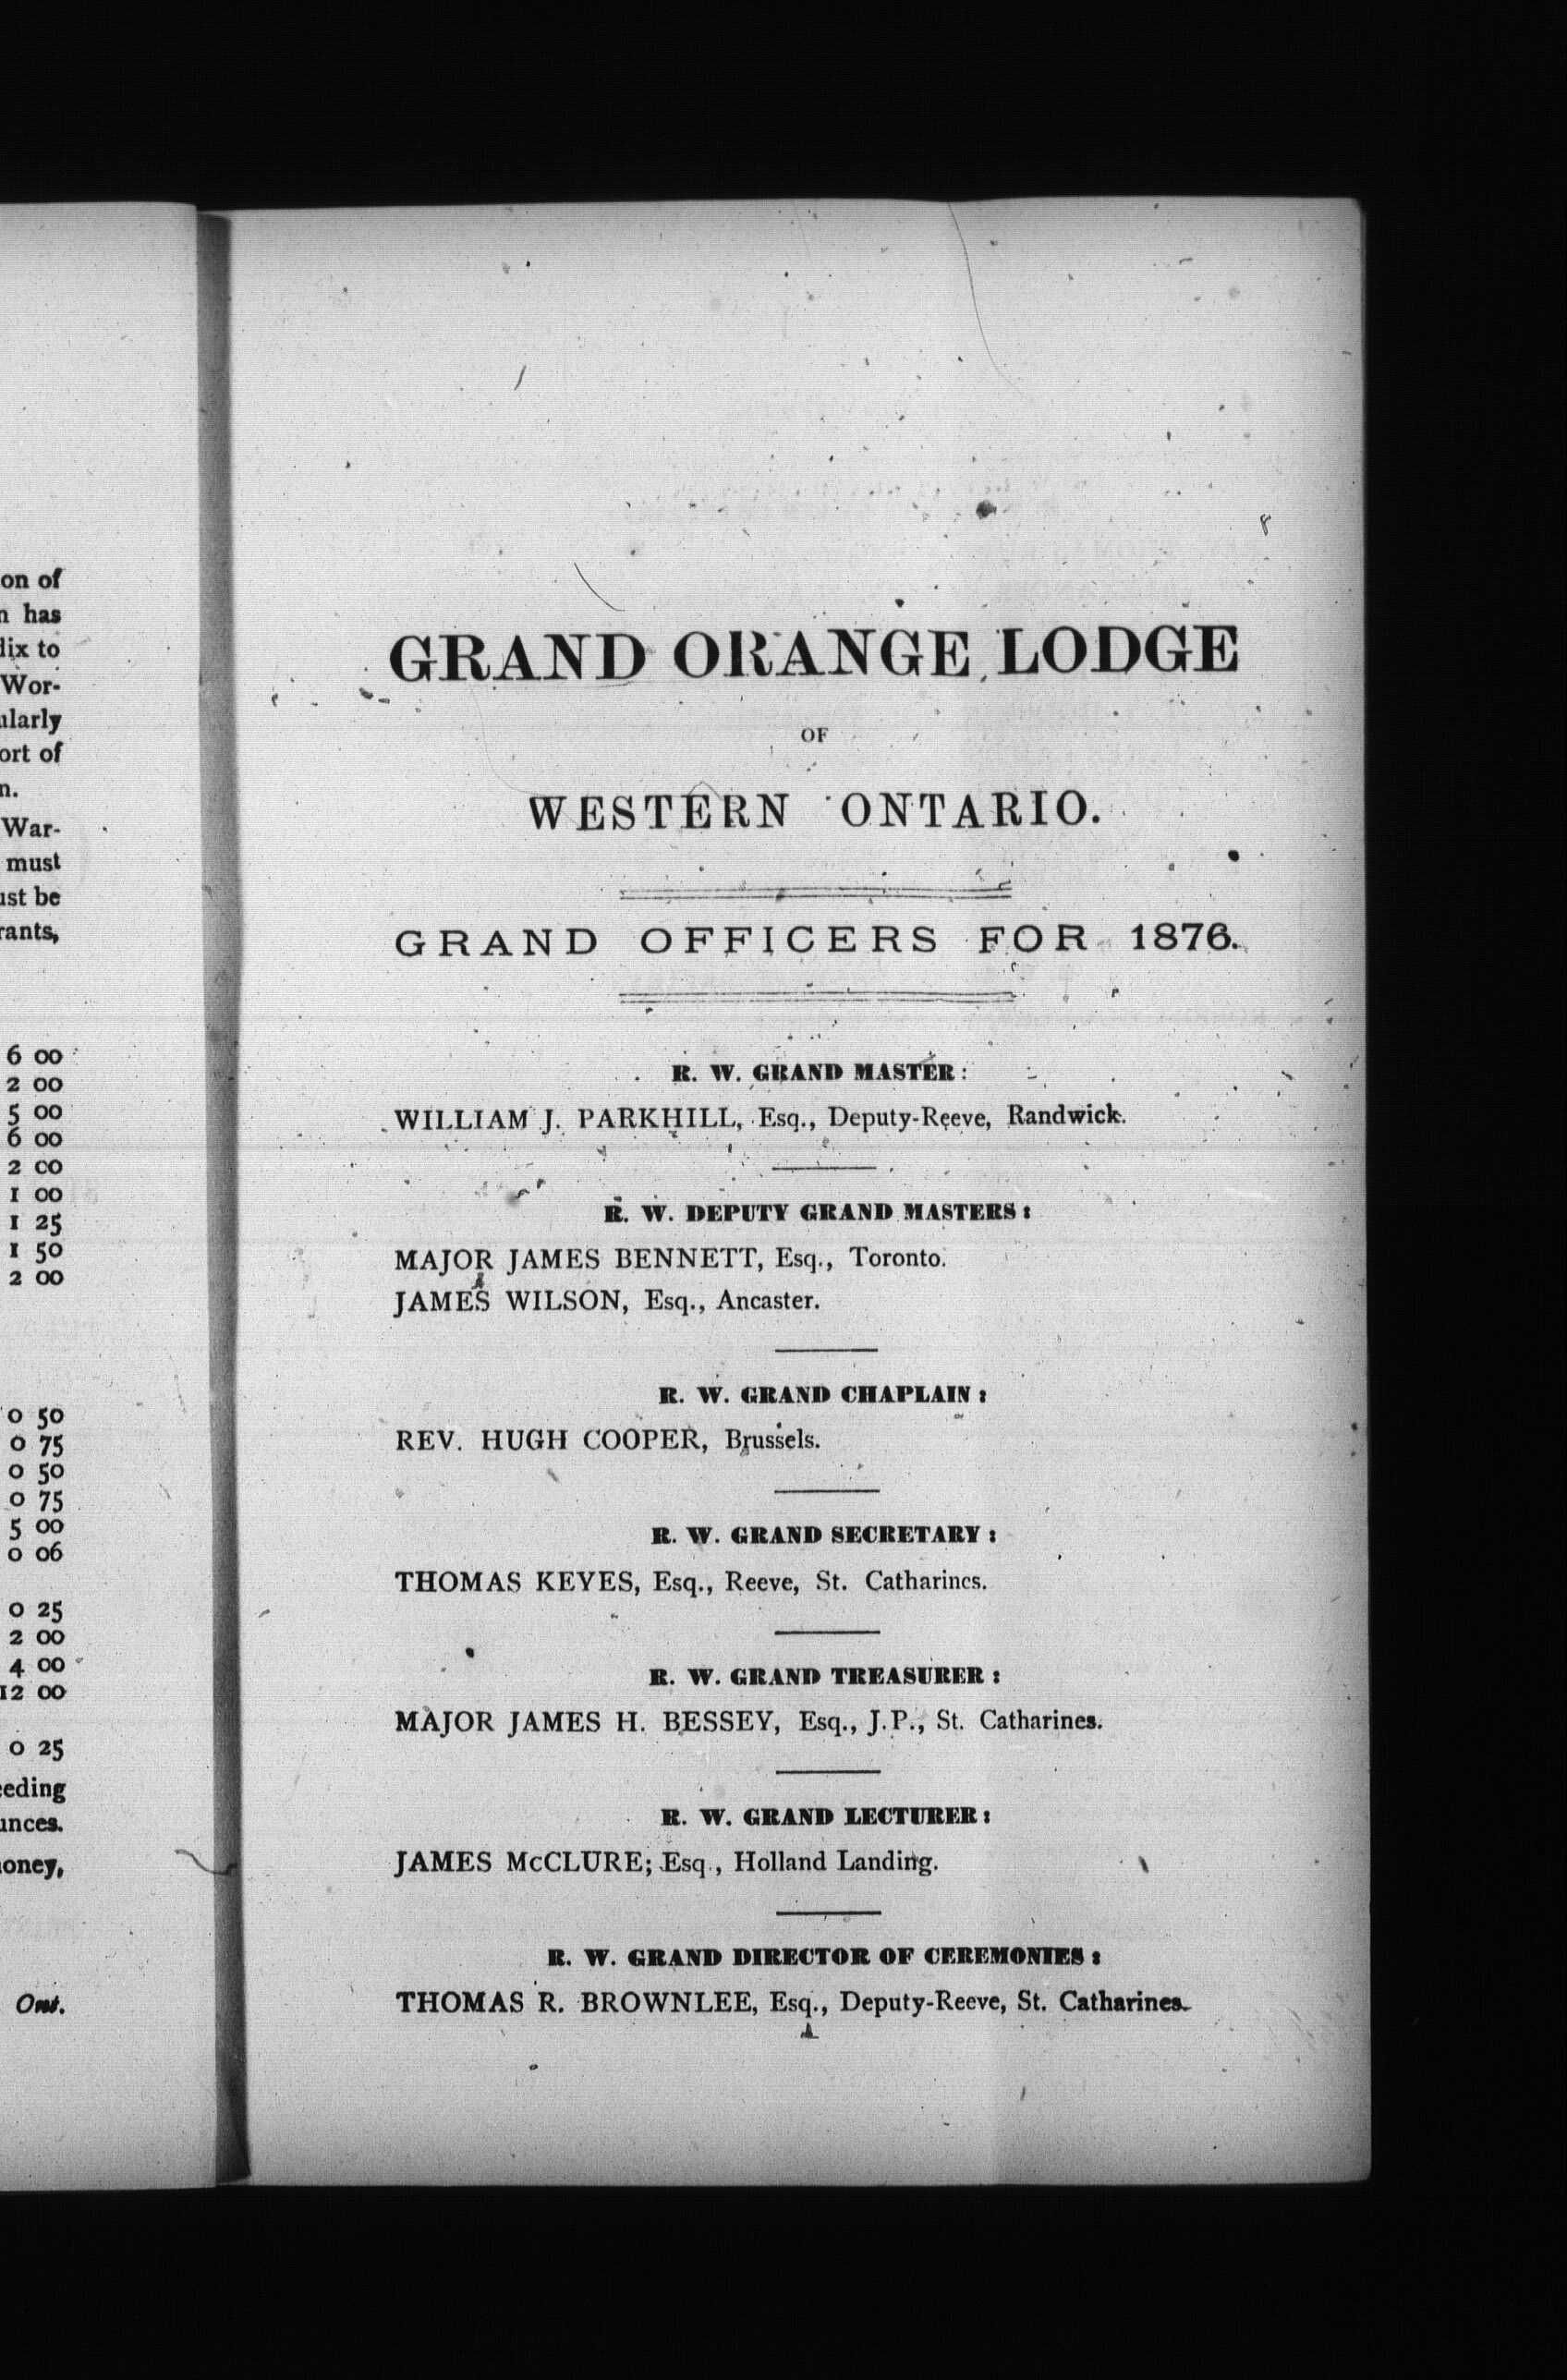 on of
has
ix to
Wor-
ularly
ort of
n.
War-
must
ust be
rants,
6 00
2 00
5 00
6 00
2 00
1 00
1 25
1 50
2 00
0 50
0 75
0 50
0 75
5 00
0 06
0 25
2 00
4 00
12 00
0 25
eeding
unces.
oney,
Ont.
GRAND ORANGE LODGE
OF
WESTERN ONTARIO.
GRAND OFFICERS FOR 1876.
R. W. GRAND MASTER:
WILLIAM J. PARKHILL, Esq., Deputy-Reeve, Randwick.
R. W. DEPUTY GRAND MASTERS:
MAJOR JAMES BENNETT, Esq., Toronto.
JAMES WILSON, Esq., Ancaster.
R. W. GRAND CHAPLAIN:
REV. HUGH COOPER, Brussels.
R. W. GRAND SECRETARY:
THOMAS KEYES, Esq., Reeve, St. Catharines.
R. W. GRAND TREASURER:
MAJOR JAMES H. BESSEY, Esq., J.P., St. Catharines.
R. W. GRAND LECTURER:
JAMES McCLURE; Esq., Holland Landing.
R. W. GRAND DIRECTOR OF CEREMONIES:
THOMAS R. BROWNLEE, Esq., Deputy-Reeve, St. Catharines.